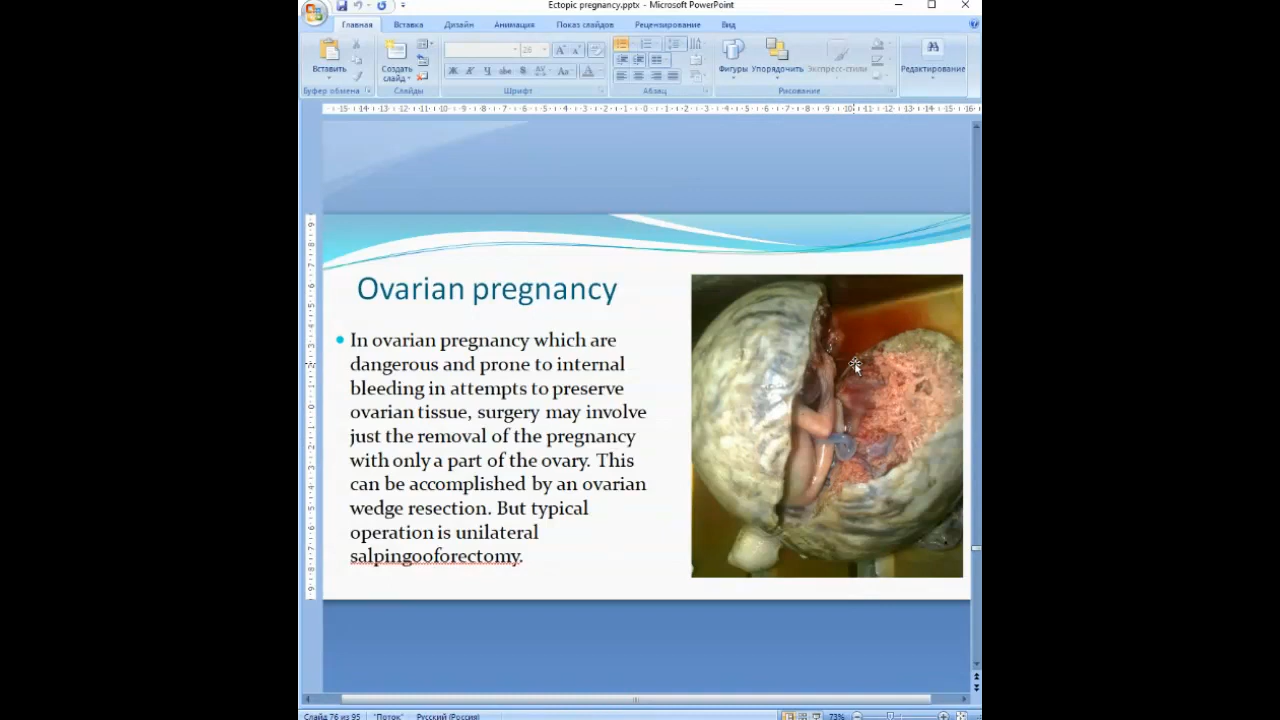 Ectopic pregnancy.pptx - Microsoft PowerPoint
Главная Вставка Дизайн Анимация Показ слайдов Рецензирование Вид
Вставить Создать слайд Фигуры Упорядочить Экспресс-стили Редактирование
Буфер обмена Слайды Шрифт Абзац Рисование
Ovarian pregnancy
In ovarian pregnancy which are
dangerous and prone to internal
bleeding in attempts to preserve
ovarian tissue, surgery may involve
just the removal of the pregnancy
with only a part of the ovary. This
can be accomplished by an ovarian
wedge resection. But typical
operation is unilateral
salpingooforectomy.
Слайд 76 из 95 "Поток" Русский (Россия) 73%